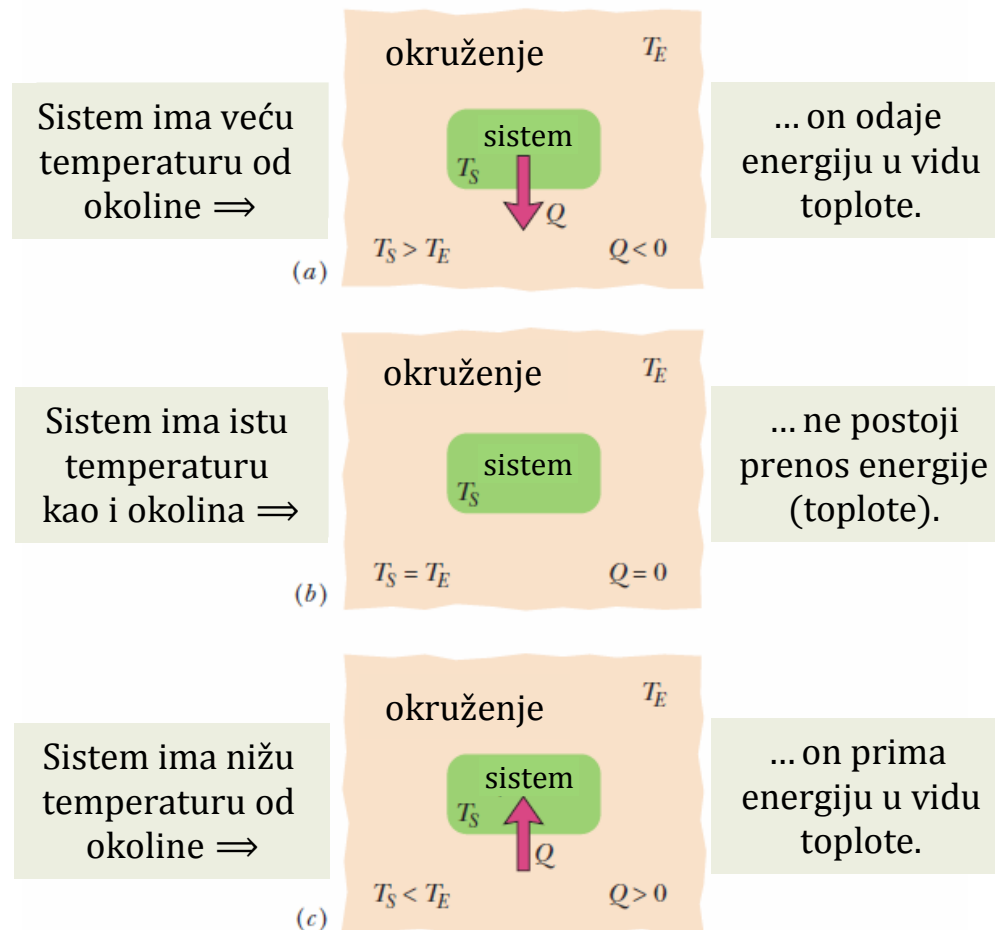 okruženje
T_E
Sistem ima veću
temperaturu od
okoline ⟹
sistem
T_S
Q
... on odaje
energiju u vidu
toplote.
T_S > T_E
Q < 0
(a)
okruženje
T_E
Sistem ima istu
temperaturu
kao i okolina ⟹
sistem
T_S
... ne postoji
prenos energije
(toplote).
T_S = T_E
Q = 0
(b)
okruženje
T_E
Sistem ima nižu
temperaturu od
okoline ⟹
sistem
T_S
Q
... on prima
energiju u vidu
toplote.
T_S < T_E
Q > 0
(c)